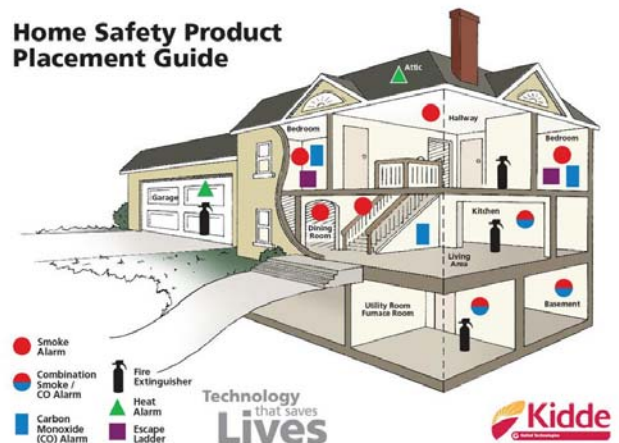 Home Safety Product
Placement Guide
Attic
Hallway
Bedroom
Bedroom
Garage
Dining
Room
Kitchen
Living
Area
Utility Room
Furnace Room
Basement
Smoke
Alarm
Combination
Smoke /
CO Alarm
Carbon
Monoxide
(CO) Alarm
Fire
Extinguisher
Heat
Alarm
Escape
Ladder
Technology
that saves
Lives
Kidde
United Technologies